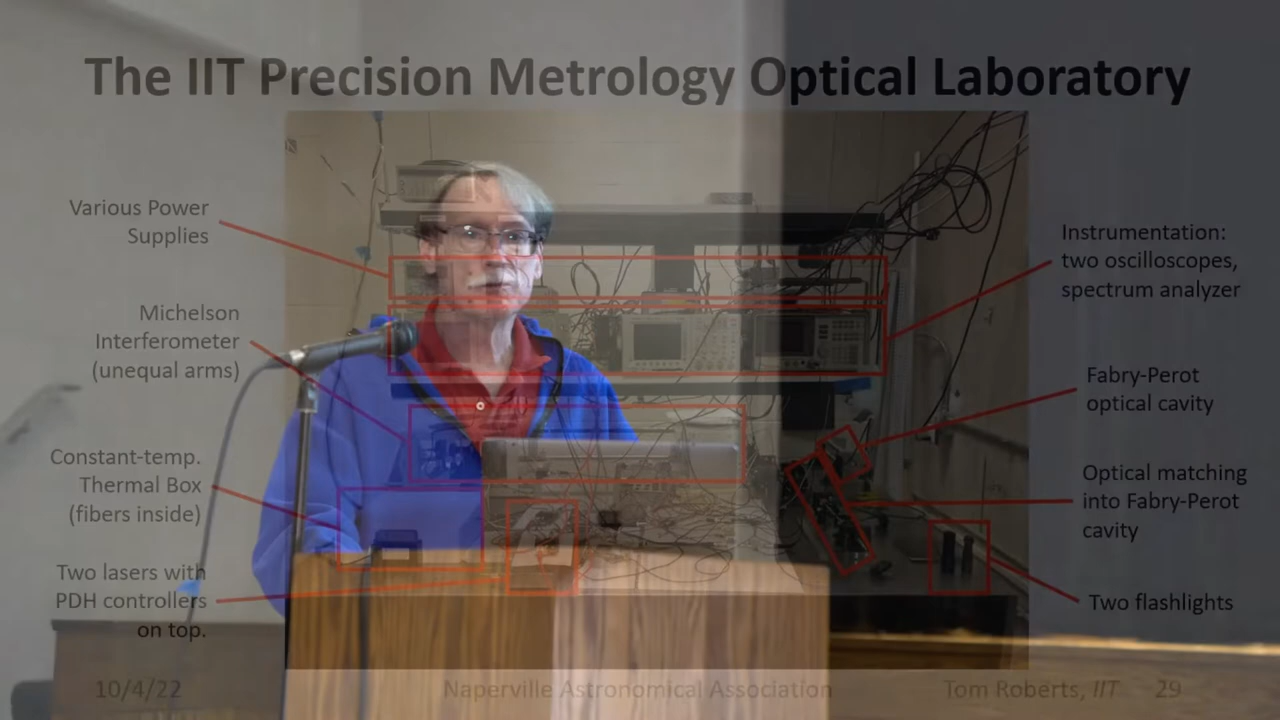 The IIT Precision Metrology Optical Laboratory
Various Power
Supplies
Michelson
Interferometer
(unequal arms)
Constant-temp.
Thermal Box
(fibers inside)
Two lasers with
PDH controllers
on top.
Instrumentation:
two oscilloscopes,
spectrum analyzer
Fabry-Perot
optical cavity
Optical matching
into Fabry-Perot
cavity
Two flashlights
10/4/22
Naperville Astronomical Association
Tom Roberts, IIT 29